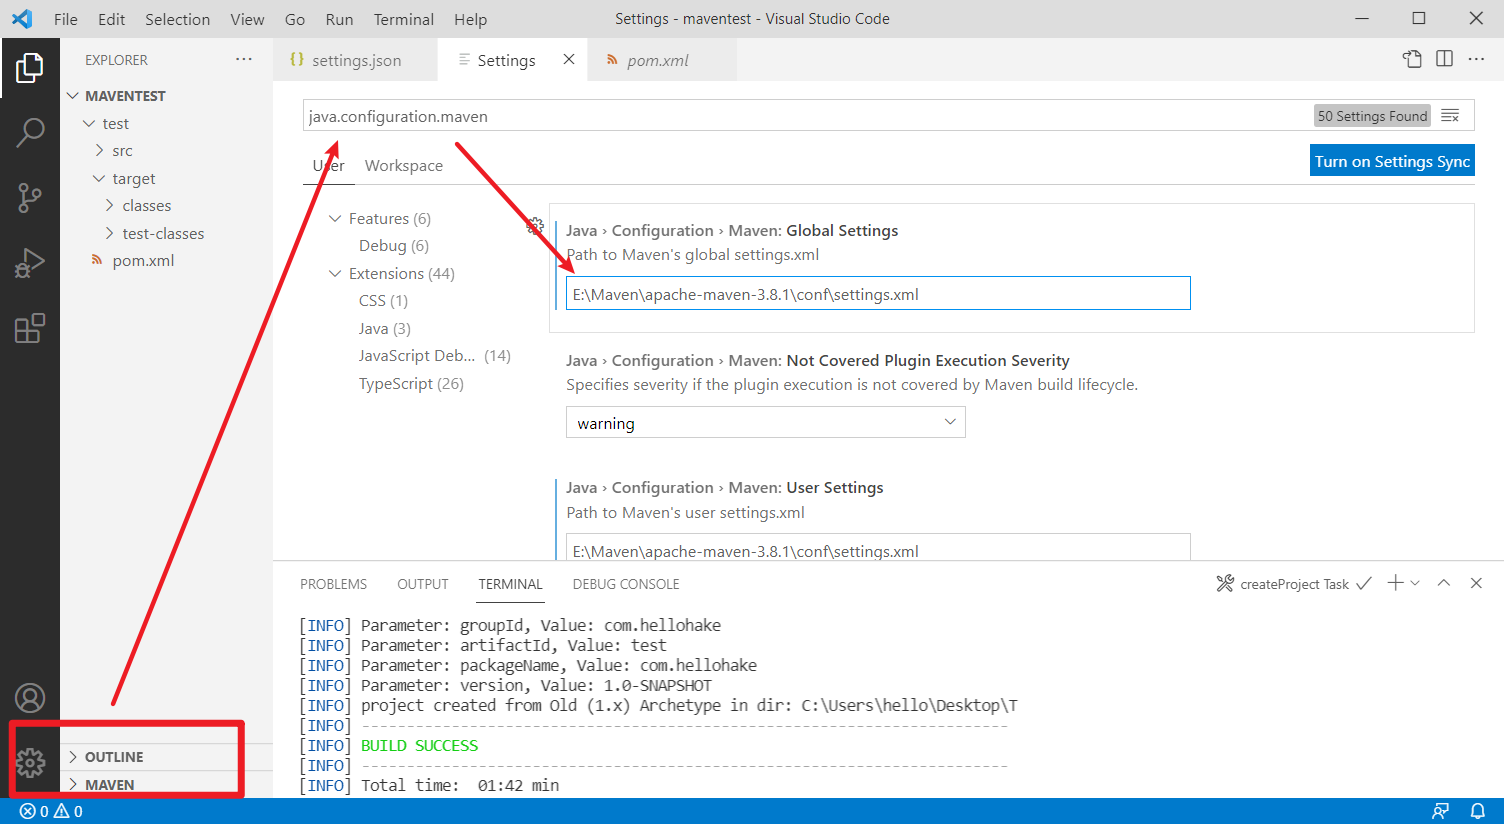 File Edit Selection View Go Run Terminal Help
Settings - maventest - Visual Studio Code
EXPLORER
MAVENTEST
test
src
target
classes
test-classes
pom.xml
OUTLINE
MAVEN
settings.json
Settings
pom.xml
java.configuration.maven
50 Settings Found
User
Workspace
Turn on Settings Sync
Features (6)
Debug (6)
Extensions (44)
CSS (1)
Java (3)
JavaScript Deb... (14)
TypeScript (26)
Java › Configuration › Maven: Global Settings
Path to Maven's global settings.xml
E:\Maven\apache-maven-3.8.1\conf\settings.xml
Java › Configuration › Maven: Not Covered Plugin Execution Severity
Specifies severity if the plugin execution is not covered by Maven build lifecycle.
warning
Java › Configuration › Maven: User Settings
Path to Maven's user settings.xml
E:\Maven\apache-maven-3.8.1\conf\settings.xml
PROBLEMS OUTPUT TERMINAL DEBUG CONSOLE
createProject Task
[INFO] Parameter: groupId, Value: com.hellohake
[INFO] Parameter: artifactId, Value: test
[INFO] Parameter: packageName, Value: com.hellohake
[INFO] Parameter: version, Value: 1.0-SNAPSHOT
[INFO] project created from Old (1.x) Archetype in dir: C:\Users\hello\Desktop\T
[INFO] ------------------------------------------------------------------------
[INFO] BUILD SUCCESS
[INFO] ------------------------------------------------------------------------
[INFO] Total time:  01:42 min
0 0